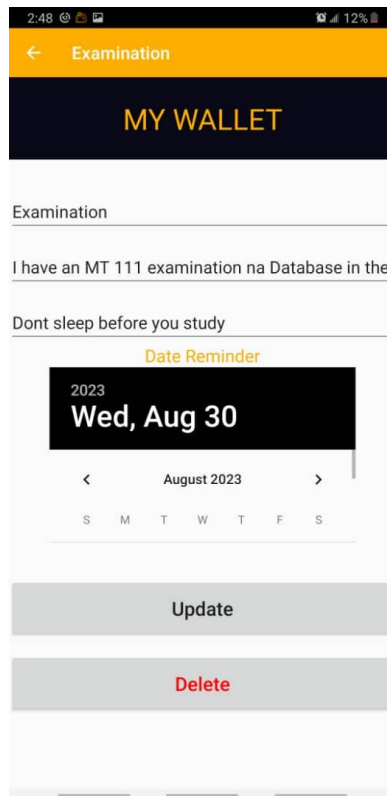 2:48 12%
Examination
MY WALLET
Examination
I have an MT 111 examination na Database in the
Dont sleep before you study
Date Reminder
2023
Wed, Aug 30
August 2023
S M T W T F S
Update
Delete